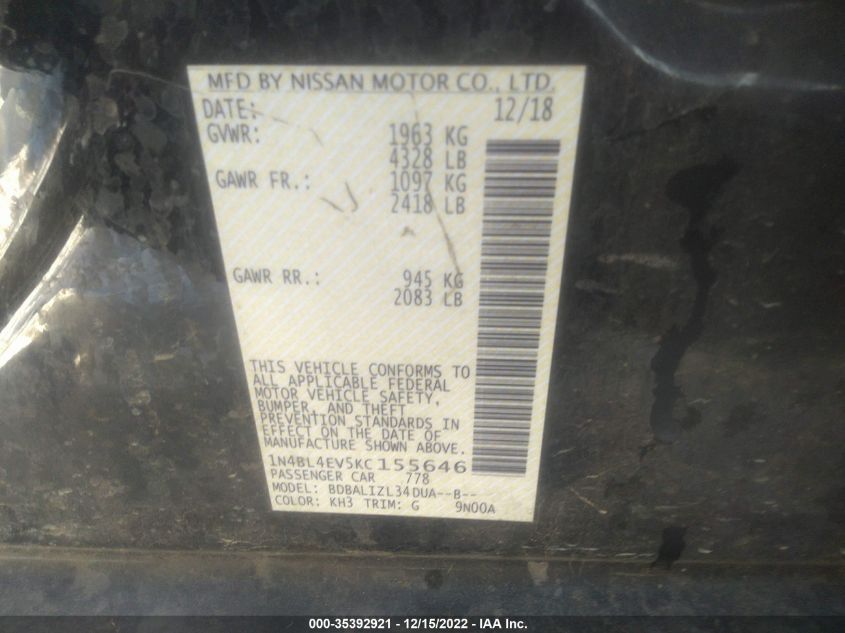 MFD BY NISSAN MOTOR CO., LTD.
DATE: 12/18
GVWR: 1963 KG
4328 LB
GAWR FR.: 1097 KG
2418 LB
GAWR RR.: 945 KG
2083 LB
THIS VEHICLE CONFORMS TO
ALL APPLICABLE FEDERAL
MOTOR VEHICLE SAFETY,
BUMPER, AND THEFT
PREVENTION STANDARDS IN
EFFECT ON THE DATE OF
MANUFACTURE SHOWN ABOVE.
1N4BL4EV5KC155646
PASSENGER CAR 778
MODEL: BDBALIZL34DUA--B--
COLOR: KH3 TRIM: G 9N00A
000-35392921 - 12/15/2022 - IAA Inc.